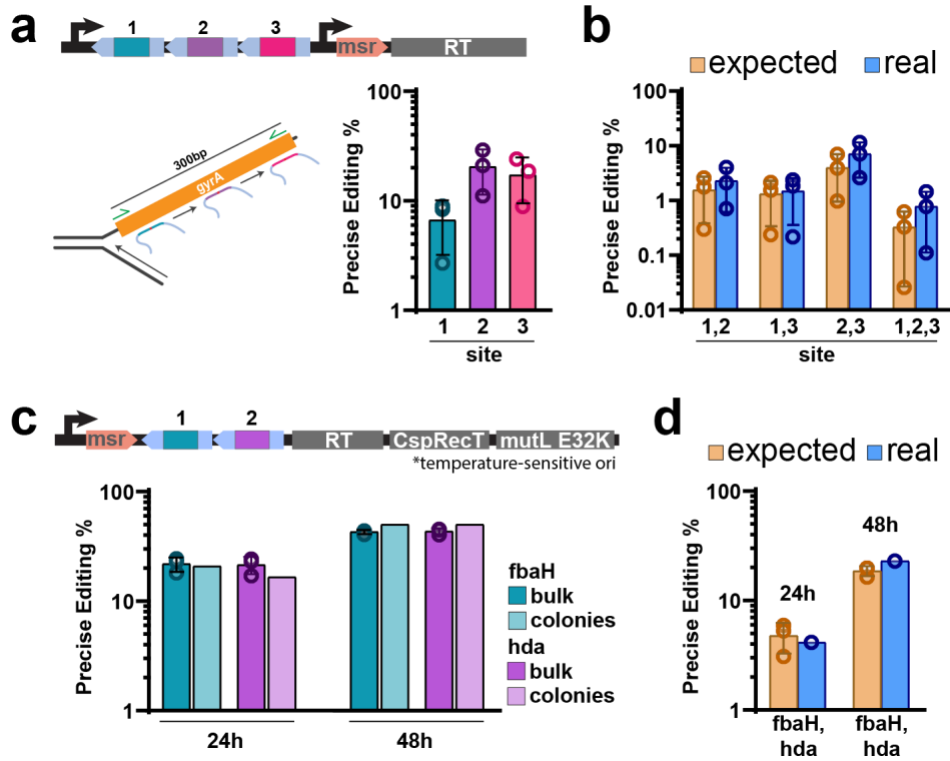 a
1 2 3
msr RT
300bp
gyrA
Precise Editing %
100
10
1
1 2 3
site
b
expected real
Precise Editing %
100
10
1
0.1
0.01
1,2 1,3 2,3 1,2,3
site
c
1 2
msr RT CspRecT mutL E32K
*temperature-sensitive ori
Precise Editing %
100
10
1
24h 48h
fbaH
bulk
colonies
hda
bulk
colonies
d
expected real
Precise Editing %
100
10
1
24h
48h
fbaH, fbaH,
hda hda